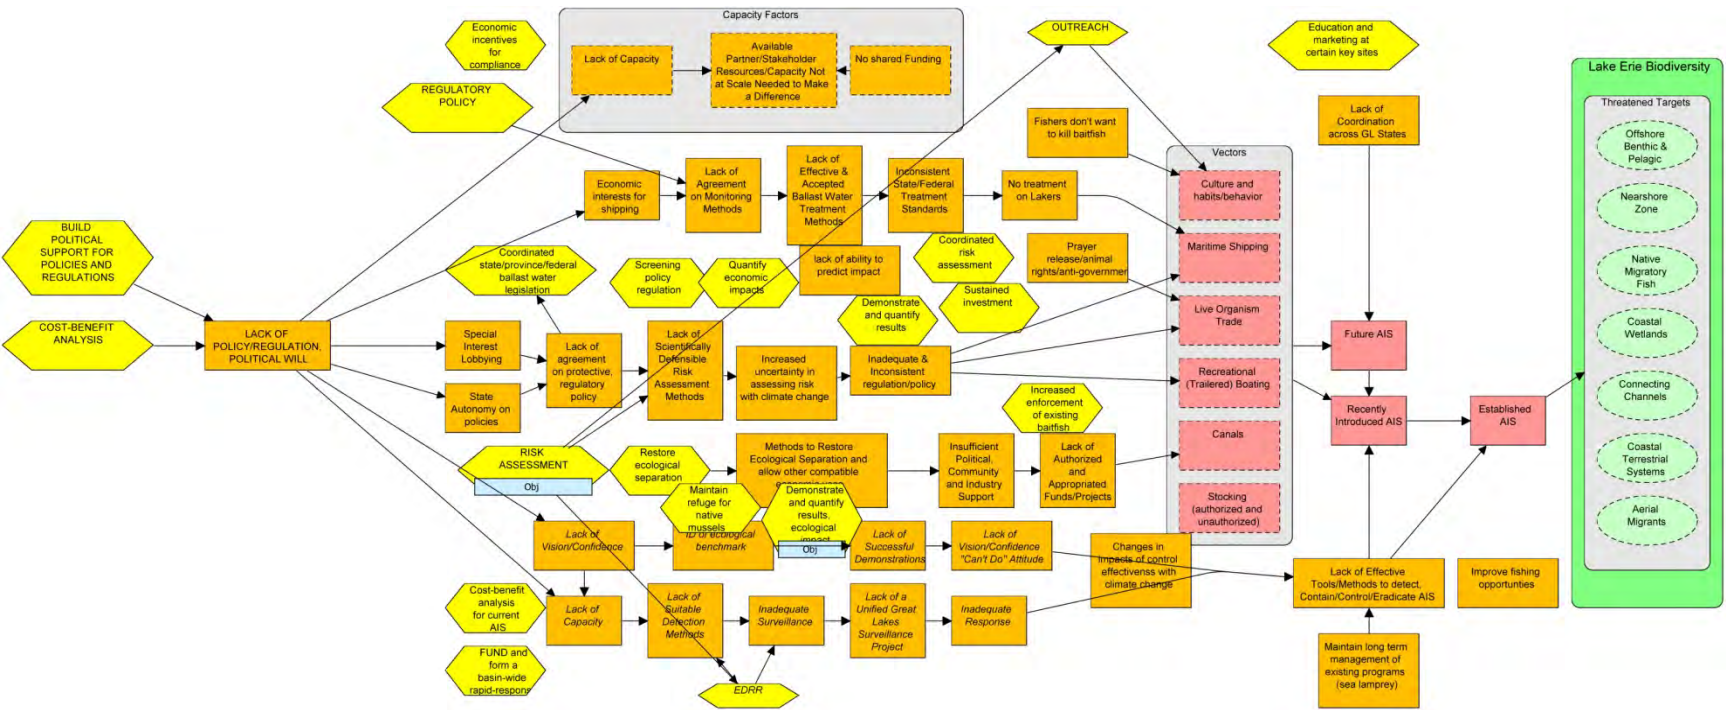 Capacity Factors
Economic
incentives
for
compliance
Lack of Capacity
Available
Partner/Stakeholder
Resources/Capacity Not
at Scale Needed to Make
a Difference
No shared Funding
OUTREACH
Education and
marketing at
certain key sites
Lake Erie Biodiversity
REGULATORY
POLICY
Threatened Targets
Lack of
Coordination
across GL States
Fishers don't want
to kill baitfish
Offshore
Benthic &
Pelagic
Vectors
Economic
interests for
shipping
Lack of
Agreement
on Monitoring
Methods
Lack of
Effective &
Accepted
Ballast Water
Treatment
Methods
Inconsistent
State/Federal
Treatment
Standards
No treatment
on Lakers
Culture and
habits/behavior
Nearshore
Zone
BUILD
POLITICAL
SUPPORT FOR
POLICIES AND
REGULATIONS
Coordinated
state/province/federal
ballast water
legislation
Screening
policy
regulation
Quantify
economic
impacts
lack of ability to
predict impact
Coordinated
risk
assessment
Prayer
release/animal
rights/anti-governmer
Maritime Shipping
Native
Migratory
Fish
Demonstrate
and quantify
results
Sustained
investment
Live Organism
Trade
COST-BENEFIT
ANALYSIS
LACK OF
POLICY/REGULATION,
POLITICAL WILL
Special
Interest
Lobbying
Lack of
agreement
on protective,
regulatory
policy
Lack of
Scientifically
Defensible
Risk
Assessment
Methods
Increased
uncertainty in
assessing risk
with climate change
Inadequate &
Inconsistent
regulation/policy
Future AIS
Coastal
Wetlands
Recreational
(Trailered) Boating
State
Autonomy on
policies
Increased
enforcement
of existing
baitfish
Recently
Introduced AIS
Established
AIS
Connecting
Channels
RISK
ASSESSMENT
Obj
Restore
ecological
separation
Methods to Restore
Ecological Separation and
allow other compatible
Insufficient
Political,
Community
and Industry
Support
Lack of
Authorized
and
Appropriated
Funds/Projects
Canals
Coastal
Terrestrial
Systems
Maintain
refuge for
native
mussels
Demonstrate
and quantify
results,
ecological
impact
Obj
Stocking
(authorized and
unauthorized)
Aerial
Migrants
Lack of
Vision/Confidence
ID of ecological
benchmark
Lack of
Successful
Demonstrations
Lack of
Vision/Confidence
"Can't Do" Attitude
Changes in
impacts of control
effectivenss with
climate change
Lack of Effective
Tools/Methods to detect,
Contain/Control/Eradicate AIS
Improve fishing
opportunties
Cost-benefit
analysis
for current
AIS
Lack of
Capacity
Lack of
Suitable
Detection
Methods
Inadequate
Surveillance
Lack of a
Unified Great
Lakes
Surveillance
Project
Inadequate
Response
FUND and
form a
basin-wide
rapid-respons
EDRR
Maintain long term
management of
existing programs
(sea lamprey)